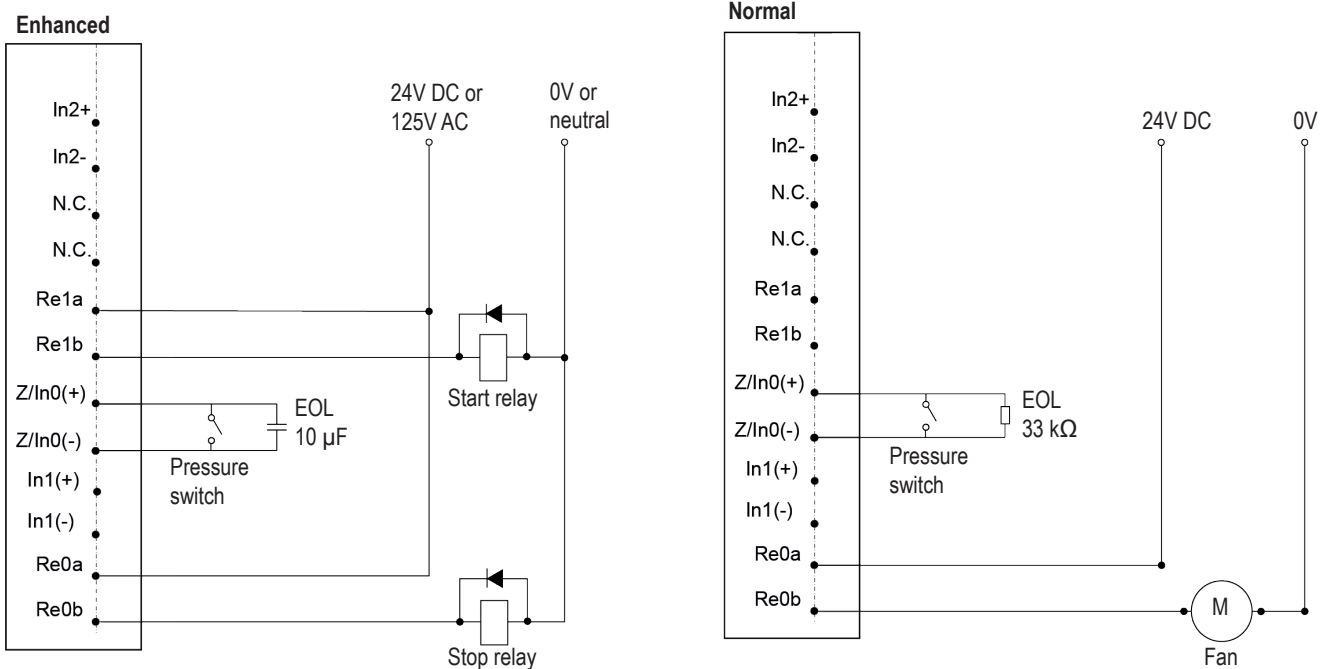 Enhanced
In2+
In2-
N.C.
N.C.
Re1a
Re1b
Z/In0(+)
Z/In0(-)
In1(+)
In1(-)
Re0a
Re0b
24V DC or
125V AC
0V or
neutral
Start relay
EOL
10 µF
Pressure
switch
Stop relay
Normal
In2+
In2-
N.C.
N.C.
Re1a
Re1b
Z/In0(+)
Z/In0(-)
In1(+)
In1(-)
Re0a
Re0b
24V DC
0V
EOL
33 kΩ
Pressure
switch
M
Fan